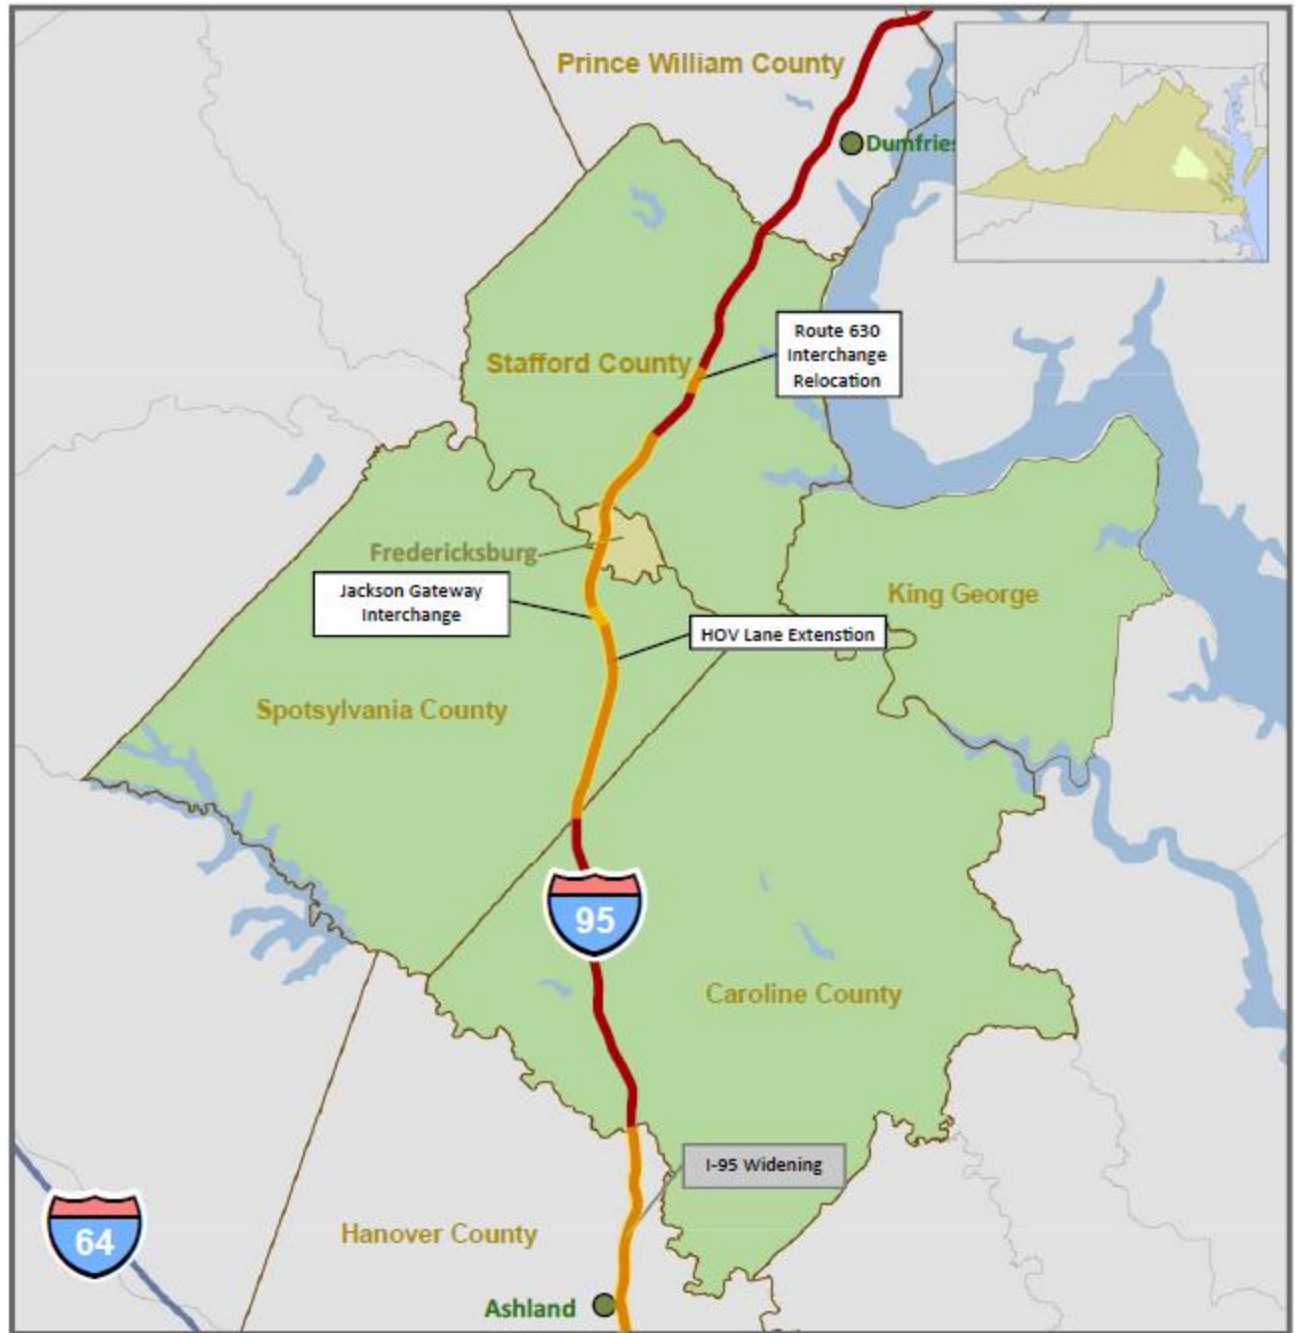 Prince William County
Dumfries
Route 630
Interchange
Relocation
Stafford County
Fredericksburg
Jackson Gateway
Interchange
King George
HOV Lane Extenstion
Spotsylvania County
95
Caroline County
I-95 Widening
64
Hanover County
Ashland